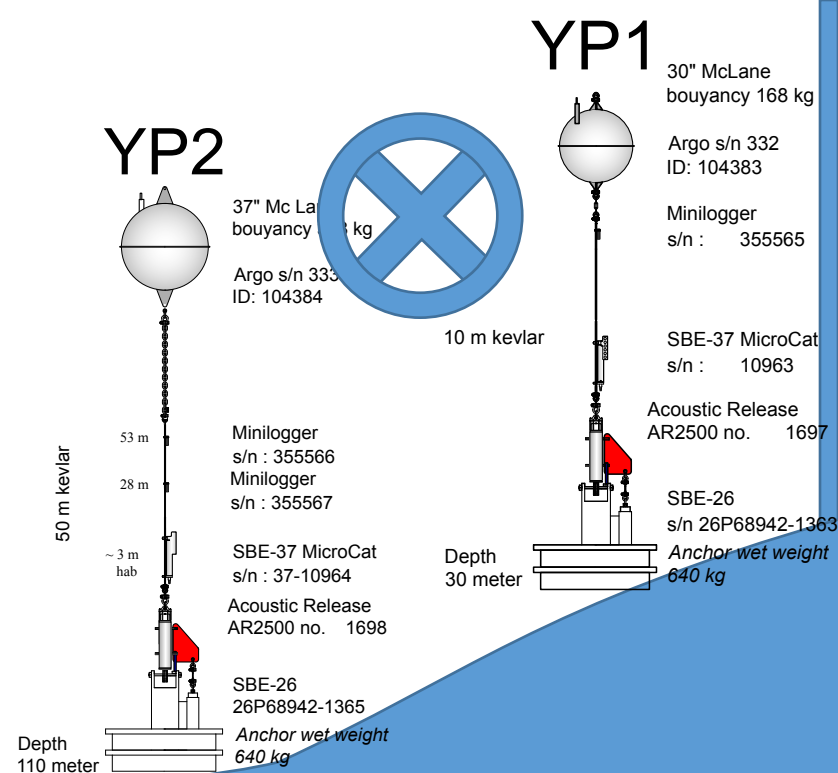 YP1
30" McLane
bouyancy 168 kg
Argo s/n 332
ID: 104383
Minilogger
s/n : 355565
10 m kevlar
SBE-37 MicroCat
s/n : 10963
Acoustic Release
AR2500 no. 1697
SBE-26
s/n 26P68942-1363
Anchor wet weight
640 kg
Depth
30 meter
YP2
37" Mc
bouyancy
kg
Argo s/n 333
ID: 104384
50 m kevlar
53 m
Minilogger
s/n : 355566
28 m
Minilogger
s/n : 355567
~ 3 m
hab
SBE-37 MicroCat
s/n : 37-10964
Acoustic Release
AR2500 no. 1698
SBE-26
26P68942-1365
Anchor wet weight
640 kg
Depth
110 meter